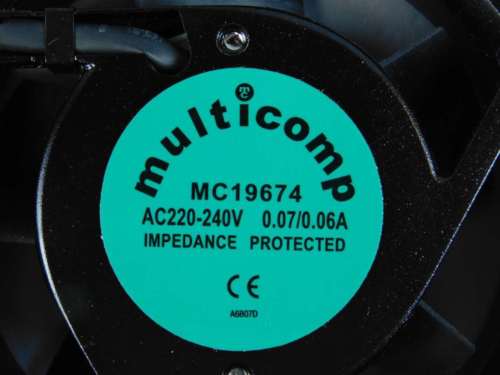 multicomp
MC19674
AC220-240V 0.07/0.06A
IMPEDANCE PROTECTED
CE
A6807D